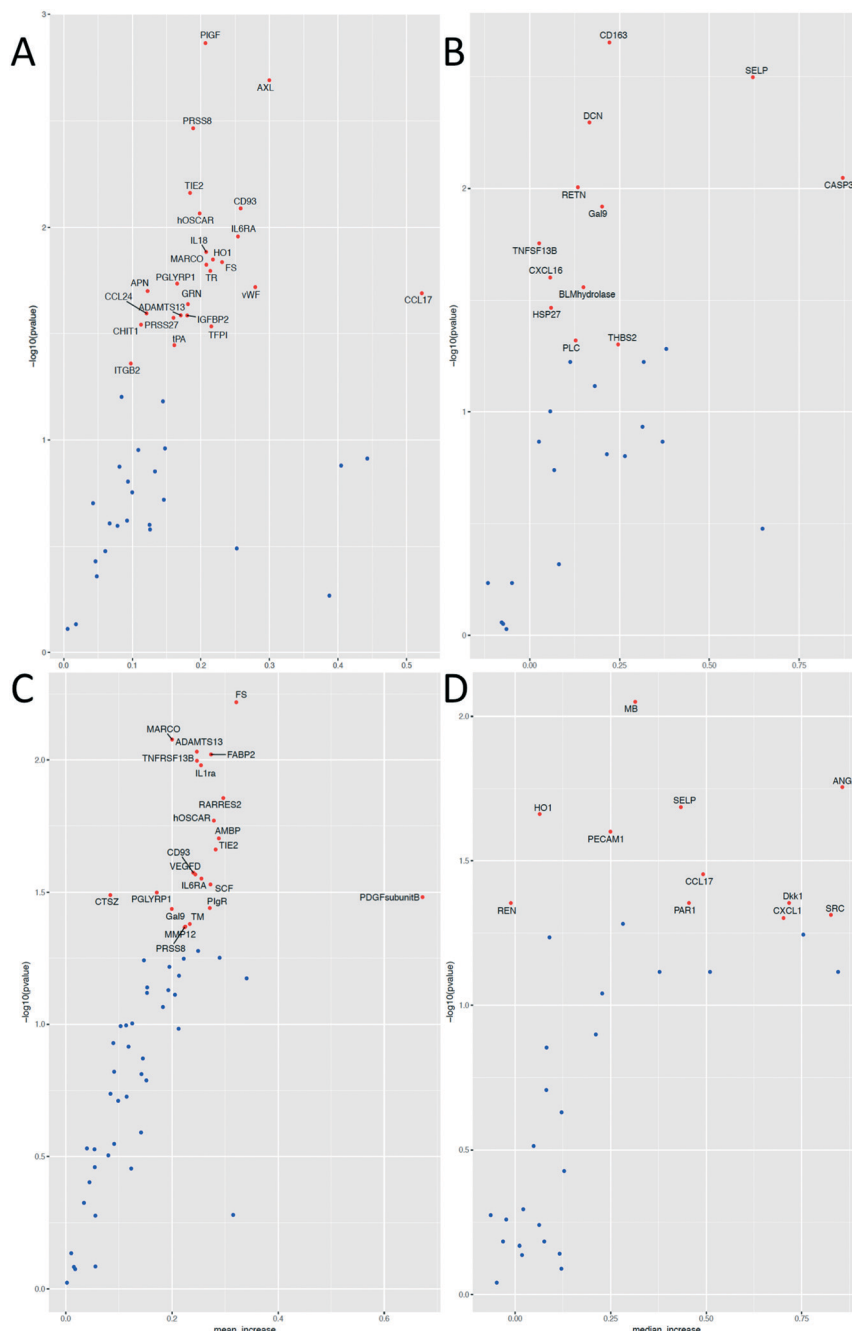 A
3
PIGF
AXL
PRSS8
TIE2
CD93
hOSCAR
IL6RA
IL18
HO1
MARCO
FS
TR
PGLYRP1
APN
GRN
vWF
CCL24
ADAMTS13
CCL17
PRSS27
IGFBP2
CHIT1
TFPI
tPA
ITGB2
2
1
0
-log10(pvalue)
0.0 0.1 0.2 0.3 0.4 0.5
B
CD163
SELP
DCN
CASP3
RETN
Gal9
TNFSF13B
CXCL16
BLMhydrolase
HSP27
PLC
THBS2
2
1
0
-log10(pvalue)
0.00 0.25 0.50 0.75
C
FS
MARCO
ADAMTS13
TNFRSF13B
FABP2
IL1ra
RARRES2
hOSCAR
AMBP
TIE2
CD93
VEGFD
IL6RA
SCF
PDGFsubunitB
CTSZ
PGLYRP1
PIgR
Gal9
TM
MMP12
PRSS8
2.0
1.5
1.0
0.5
0.0
-log10(pvalue)
0.0 0.2 0.4 0.6
mean_increase
D
MB
ANG
HO1
SELP
PECAM1
CCL17
Dkk1
REN
PAR1
CXCL1
SRC
2.0
1.5
1.0
0.5
0.0
-log10(pvalue)
0.00 0.25 0.50 0.75
median_increase